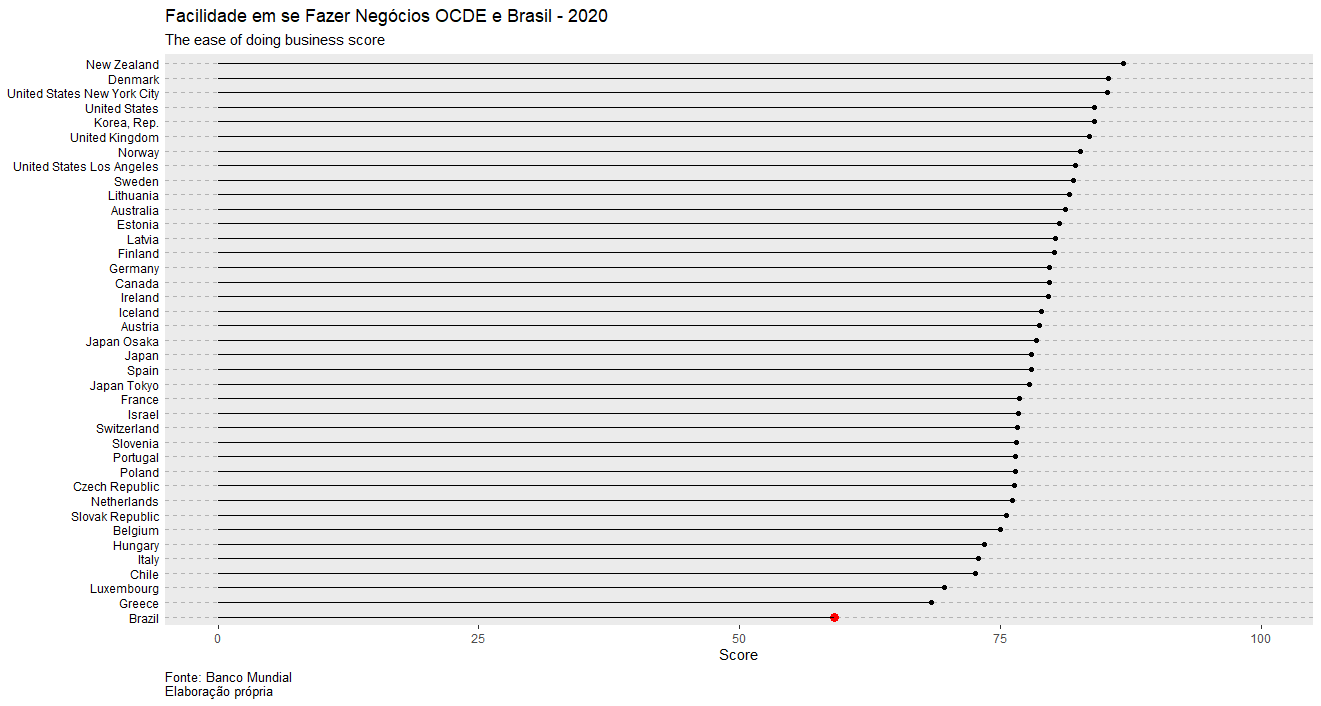 Facilidade em se Fazer Negócios OCDE e Brasil - 2020
The ease of doing business score
New Zealand
Denmark
United States New York City
United States
Korea, Rep.
United Kingdom
Norway
United States Los Angeles
Sweden
Lithuania
Australia
Estonia
Latvia
Finland
Germany
Canada
Ireland
Iceland
Austria
Japan Osaka
Japan
Spain
Japan Tokyo
France
Israel
Switzerland
Slovenia
Portugal
Poland
Czech Republic
Netherlands
Slovak Republic
Belgium
Hungary
Italy
Chile
Luxembourg
Greece
Brazil
0 25 50 75 100
Score
Fonte: Banco Mundial
Elaboração própria